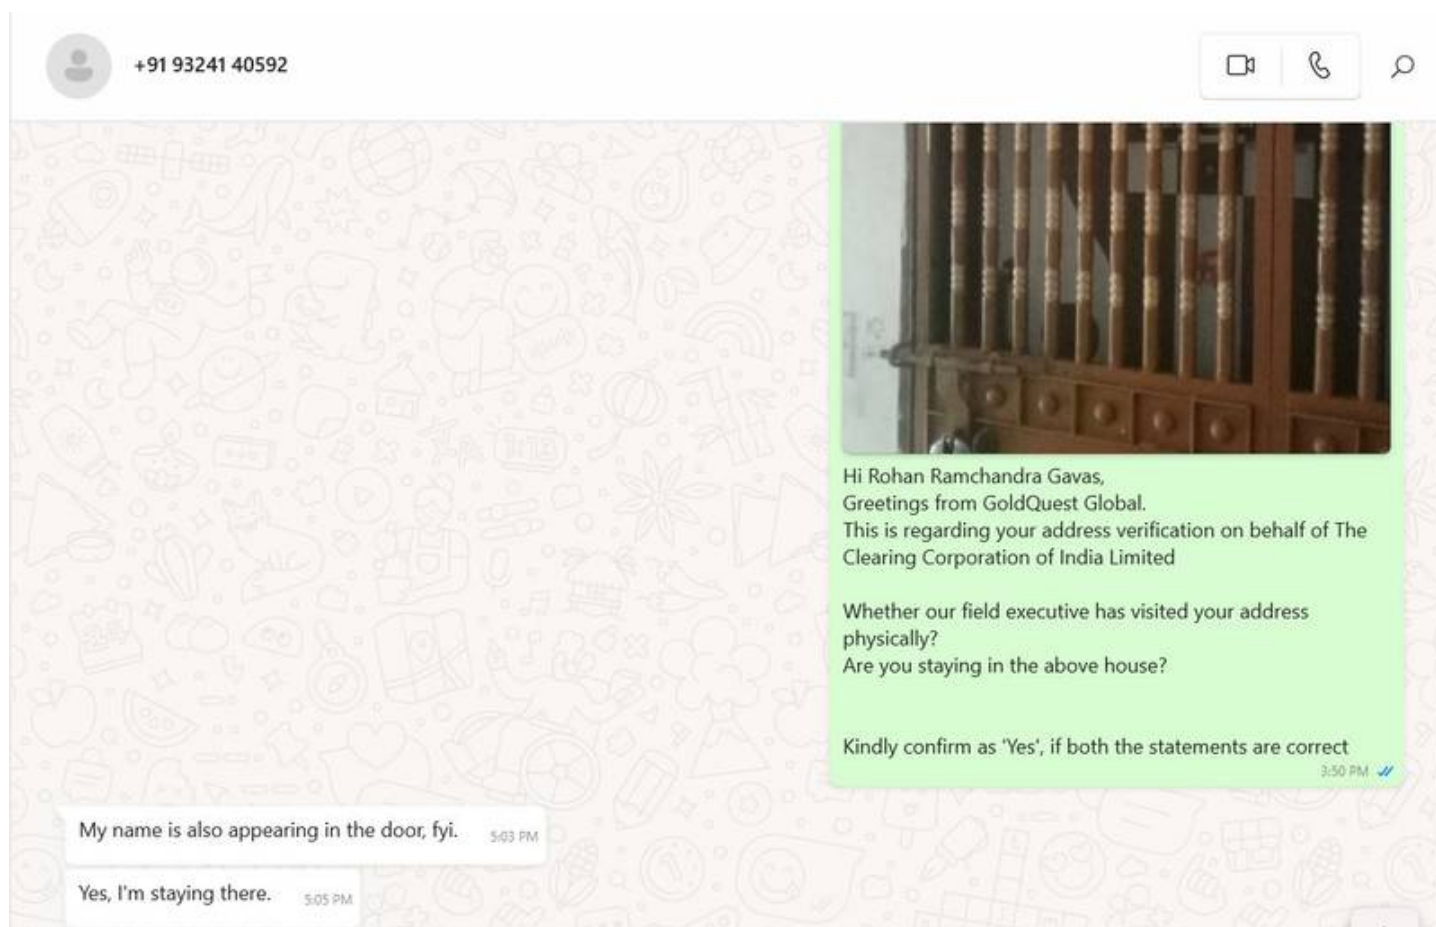 +91 93241 40592
Hi Rohan Ramchandra Gavas,
Greetings from GoldQuest Global.
This is regarding your address verification on behalf of The
Clearing Corporation of India Limited
Whether our field executive has visited your address
physically?
Are you staying in the above house?
Kindly confirm as 'Yes', if both the statements are correct
3:50 PM
My name is also appearing in the door, fyi.
5:03 PM
Yes, I'm staying there.
5:05 PM